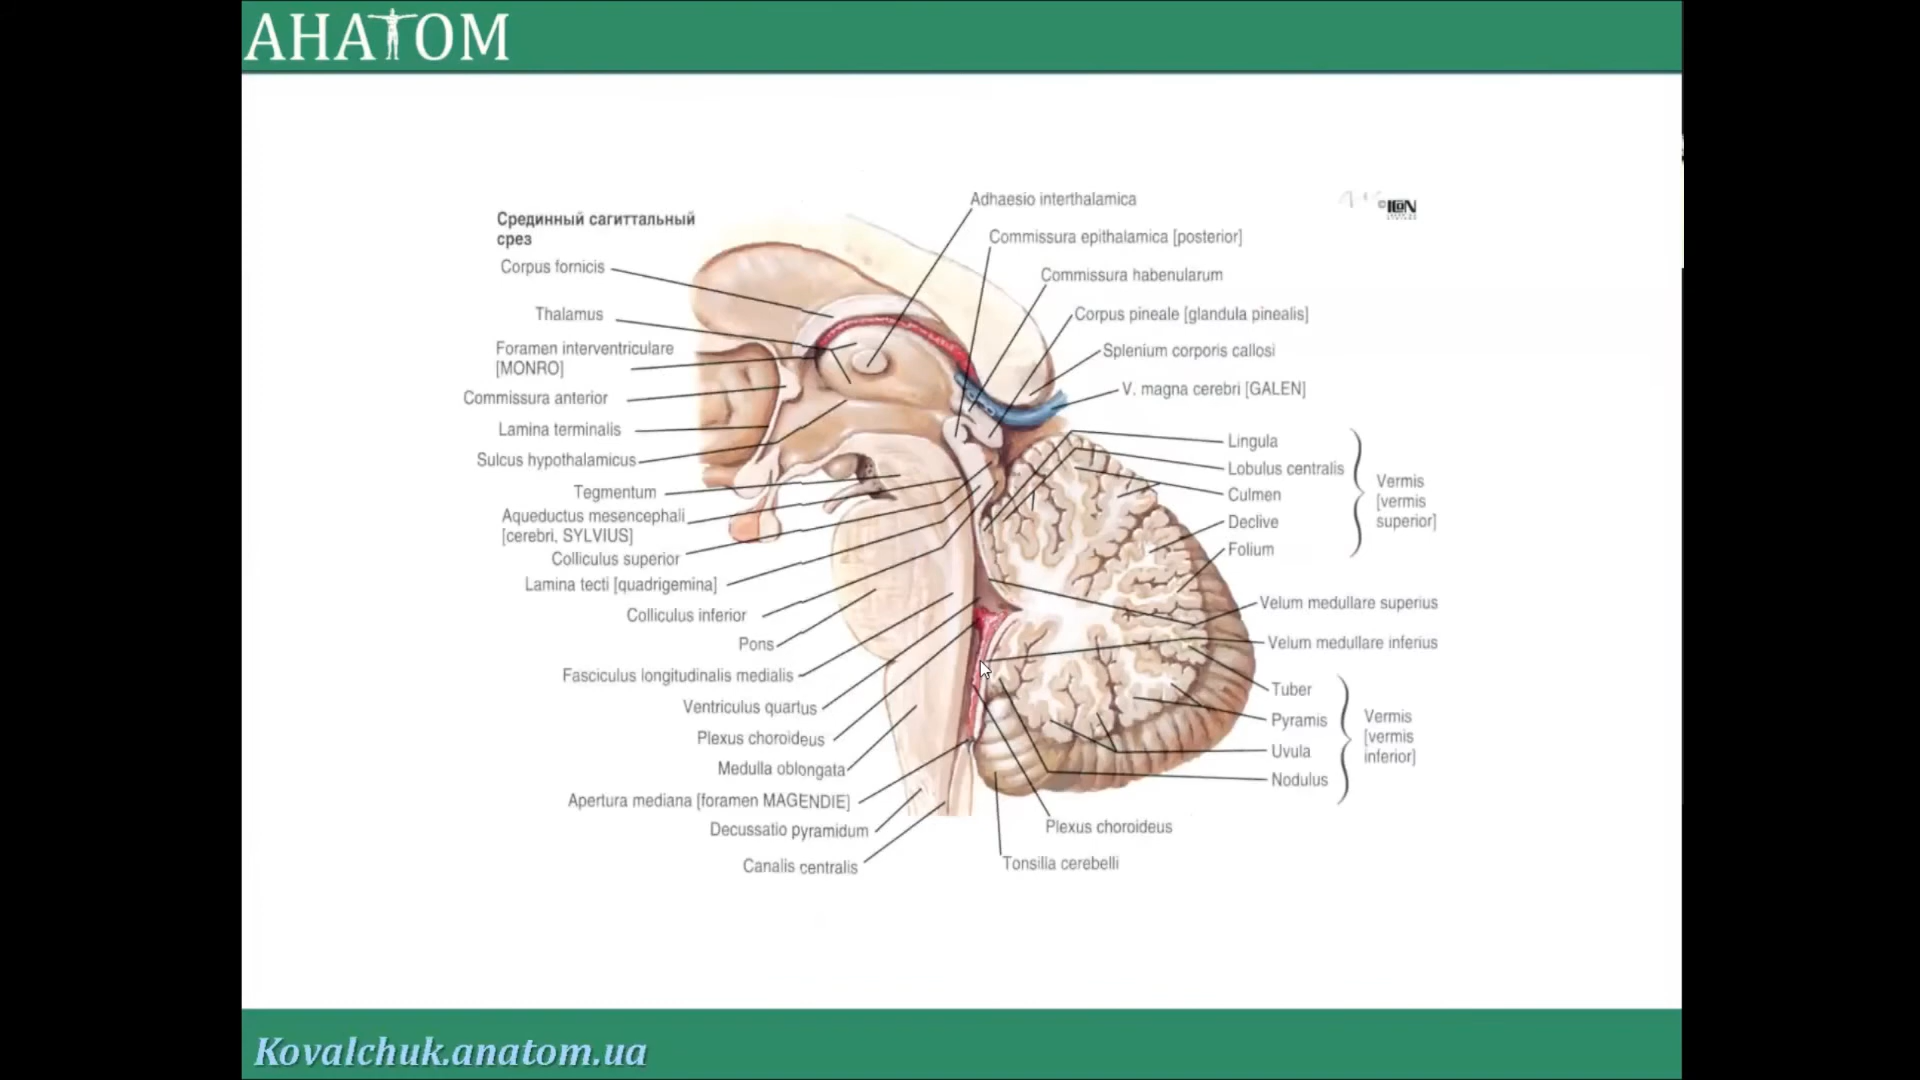 АНАТОМ
Срединный сагиттальный
срез
Corpus fornicis
Thalamus
Foramen interventriculare
[MONRO]
Commissura anterior
Lamina terminalis
Sulcus hypothalamicus
Tegmentum
Aqueductus mesencephali
[cerebri, SYLVIUS]
Colliculus superior
Lamina tecti [quadrigemina]
Colliculus inferior
Pons
Fasciculus longitudinalis medialis
Ventriculus quartus
Plexus choroideus
Medulla oblongata
Apertura mediana [foramen MAGENDIE]
Decussatio pyramidum
Canalis centralis
Adhaesio interthalamica
Commissura epithalamica [posterior]
Commissura habenularum
Corpus pineale [glandula pinealis]
Splenium corporis callosi
V. magna cerebri [GALEN]
Lingula
Lobulus centralis
Culmen
Declive
Folium
Vermis
[vermis
superior]
Velum medullare superius
Velum medullare inferius
Tuber
Pyramis
Uvula
Nodulus
Vermis
[vermis
inferior]
Plexus choroideus
Tonsilla cerebelli
©ICON
Kovalchuk.anatom.ua